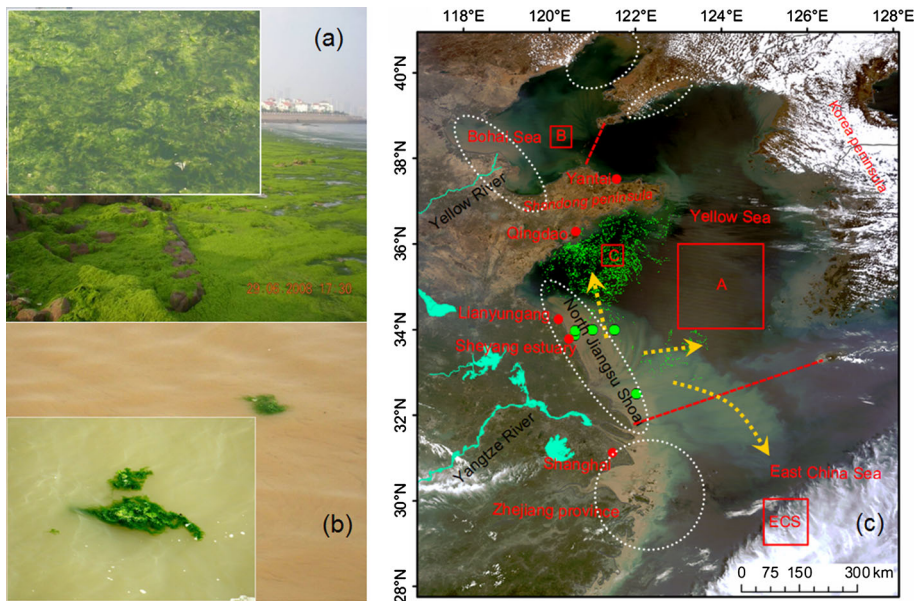 (a)
(b)
118°E 120°E 122°E 124°E 126°E 128°E
40°N
38°N
36°N
34°N
32°N
30°N
28°N
Bohai Sea
B
Korea peninsula
Yantai
Yellow River
Shandong peninsula
Yellow Sea
Qingdao
C
A
Lianyungang
North Jiangsu Shoal
Sheyang estuary
Yangtze River
Shanghai
East China Sea
Zhejiang province
ECS
(c)
0 75 150 300 km